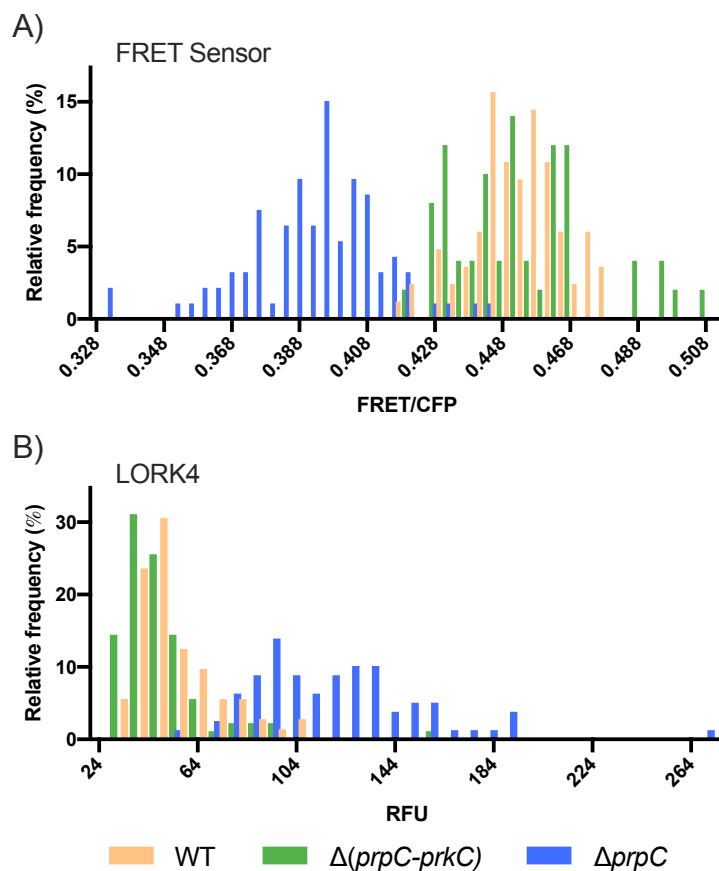 A)
FRET Sensor
Relative frequency (%)
15
10
5
0
0.328
0.348
0.368
0.388
0.408
0.428
0.448
0.468
0.488
0.508
FRET/CFP
B)
LORK4
Relative frequency (%)
30
20
10
0
24
64
104
144
184
224
264
RFU
WT
Δ(prpC-prkC)
ΔprpC